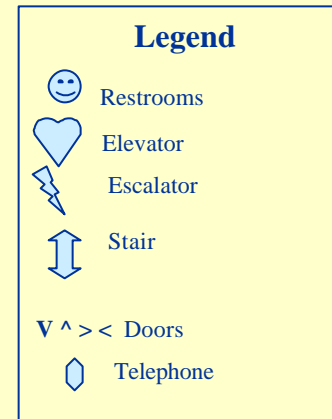 Legend
Restrooms
Elevator
Escalator
Stair
V ^ > < Doors
Telephone